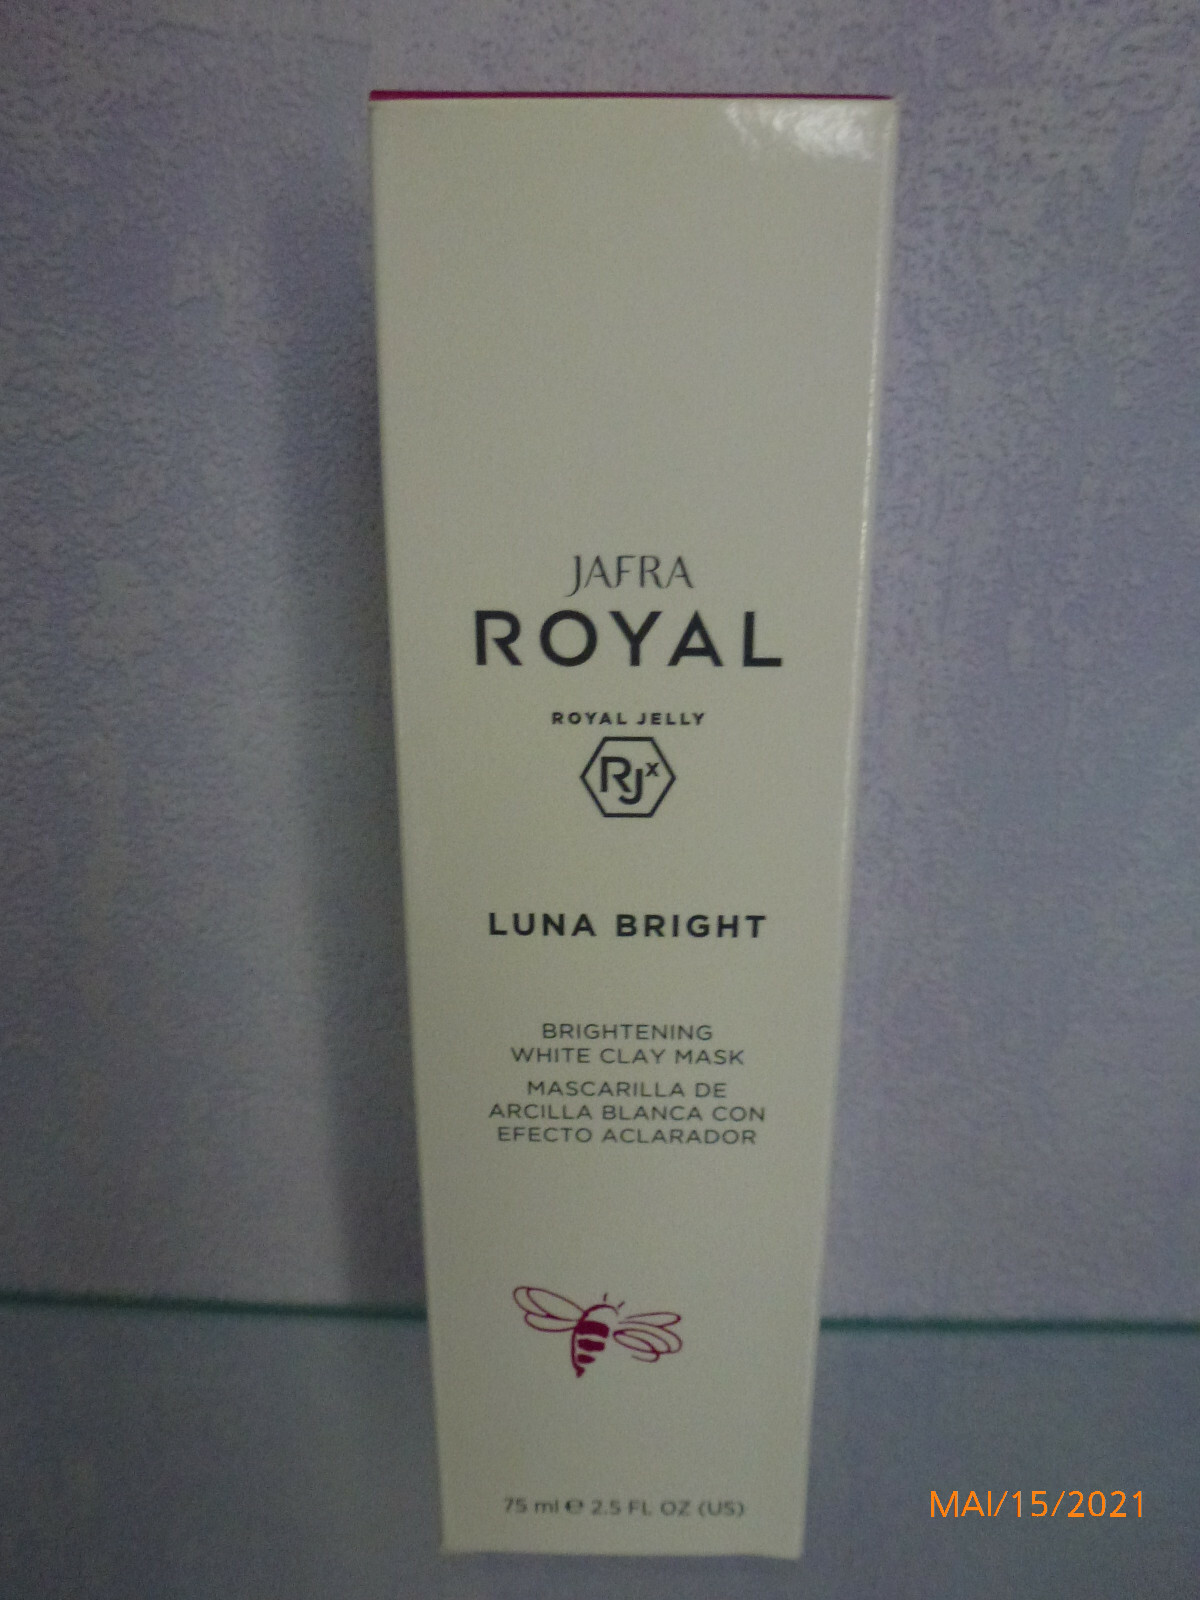 JAFRA
ROYAL
ROYAL JELLY
RJx
LUNA BRIGHT
BRIGHTENING
WHITE CLAY MASK
MASCARILLA DE
ARCILLA BLANCA CON
EFECTO ACLARADOR
75 ml ℮ 2.5 FL OZ (US)
MAI/15/2021